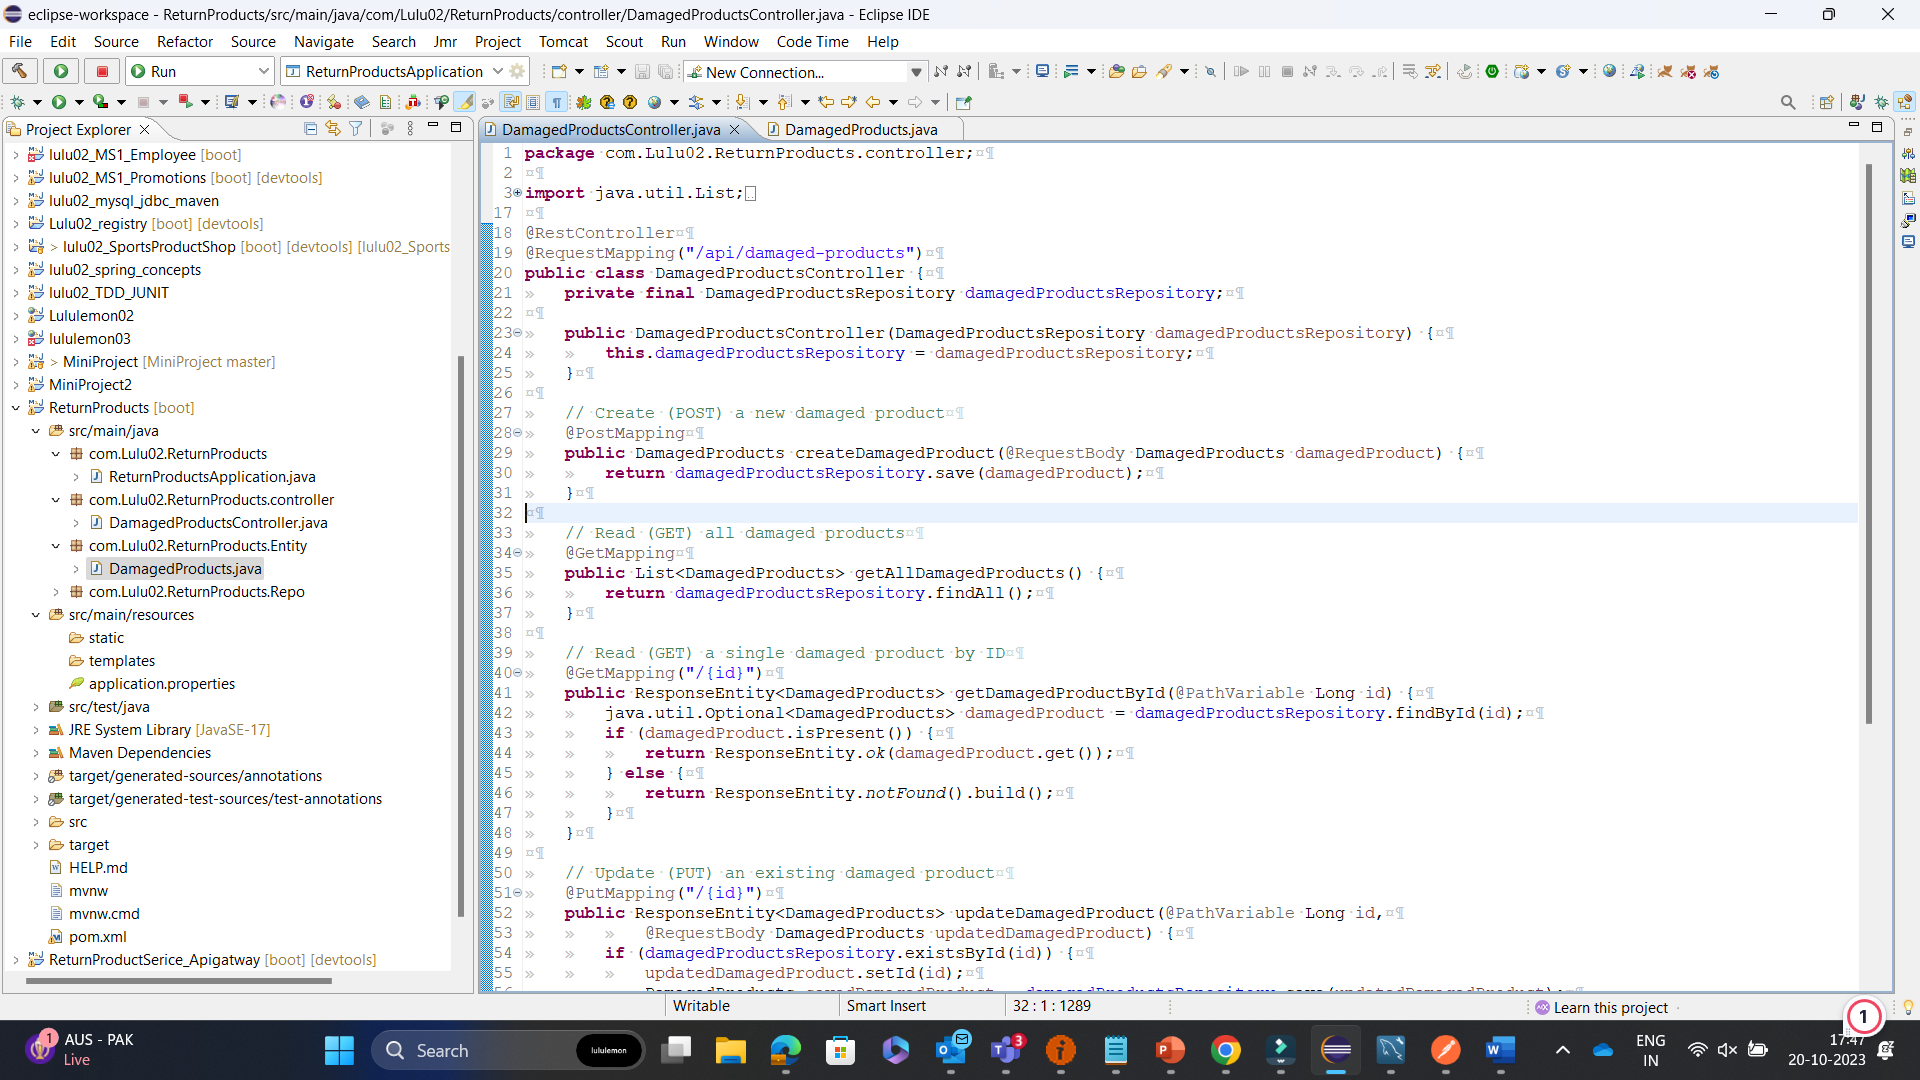 eclipse-workspace - ReturnProducts/src/main/java/com/Lulu02/ReturnProducts/controller/DamagedProductsController.java - Eclipse IDE
File Edit Source Refactor Source Navigate Search Jmr Project Tomcat Scout Run Window Code Time Help
Run
ReturnProductsApplication
New Connection...
Project Explorer
lulu02_MS1_Employee [boot]
lulu02_MS1_Promotions [boot] [devtools]
lulu02_mysql_jdbc_maven
Lulu02_registry [boot] [devtools]
> lulu02_SportsProductShop [boot] [devtools] [lulu02_Sports
lulu02_spring_concepts
lulu02_TDD_JUNIT
Lululemon02
lululemon03
> MiniProject [MiniProject master]
MiniProject2
ReturnProducts [boot]
src/main/java
com.Lulu02.ReturnProducts
ReturnProductsApplication.java
com.Lulu02.ReturnProducts.controller
DamagedProductsController.java
com.Lulu02.ReturnProducts.Entity
DamagedProducts.java
com.Lulu02.ReturnProducts.Repo
src/main/resources
static
templates
application.properties
src/test/java
JRE System Library [JavaSE-17]
Maven Dependencies
target/generated-sources/annotations
target/generated-test-sources/test-annotations
src
target
HELP.md
mvnw
mvnw.cmd
pom.xml
ReturnProductSerice_Apigatway [boot] [devtools]
DamagedProductsController.java DamagedProducts.java
1 package com.Lulu02.ReturnProducts.controller;
2
3 import java.util.List;
17
18 @RestController
19 @RequestMapping("/api/damaged-products")
20 public class DamagedProductsController {
21 private final DamagedProductsRepository damagedProductsRepository;
22
23 public DamagedProductsController(DamagedProductsRepository damagedProductsRepository) {
24 this.damagedProductsRepository = damagedProductsRepository;
25 }
26
27 // Create (POST) a new damaged product
28 @PostMapping
29 public DamagedProducts createDamagedProduct(@RequestBody DamagedProducts damagedProduct) {
30 return damagedProductsRepository.save(damagedProduct);
31 }
32
33 // Read (GET) all damaged products
34 @GetMapping
35 public List<DamagedProducts> getAllDamagedProducts() {
36 return damagedProductsRepository.findAll();
37 }
38
39 // Read (GET) a single damaged product by ID
40 @GetMapping("/{id}")
41 public ResponseEntity<DamagedProducts> getDamagedProductById(@PathVariable Long id) {
42 java.util.Optional<DamagedProducts> damagedProduct = damagedProductsRepository.findById(id);
43 if (damagedProduct.isPresent()) {
44 return ResponseEntity.ok(damagedProduct.get());
45 } else {
46 return ResponseEntity.notFound().build();
47 }
48 }
49
50 // Update (PUT) an existing damaged product
51 @PutMapping("/{id}")
52 public ResponseEntity<DamagedProducts> updateDamagedProduct(@PathVariable Long id,
53 @RequestBody DamagedProducts updatedDamagedProduct) {
54 if (damagedProductsRepository.existsById(id)) {
55 updatedDamagedProduct.setId(id);
Writable Smart Insert 32 : 1 : 1289 Learn this project
1
1 AUS - PAK
Live
Search
lululemon
3
ENG
IN
17:47
20-10-2023